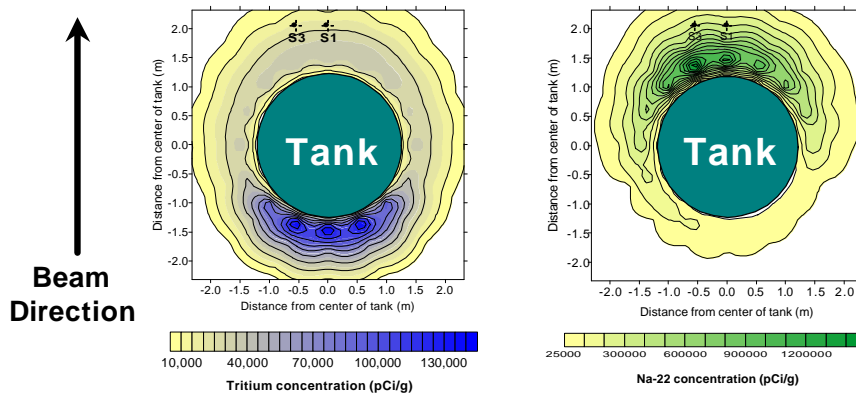 Beam
Direction
2.0
1.5
1.0
0.5
0.0
-0.5
-1.0
-1.5
-2.0
Distance from center of tank (m)
S3 S1
Tank
-2.0 -1.5 -1.0 -0.5 0.0 0.5 1.0 1.5 2.0
Distance from center of tank (m)
10,000 40,000 70,000 100,000 130,000
Tritium concentration (pCi/g)
2.0
1.5
1.0
0.5
0.0
-0.5
-1.0
-1.5
-2.0
Distance from center of tank (m)
S3 S1
Tank
-2.0 -1.5 -1.0 -0.5 0.0 0.5 1.0 1.5 2.0
Distance from center of tank (m)
25000 300000 600000 900000 1200000
Na-22 concentration (pCi/g)